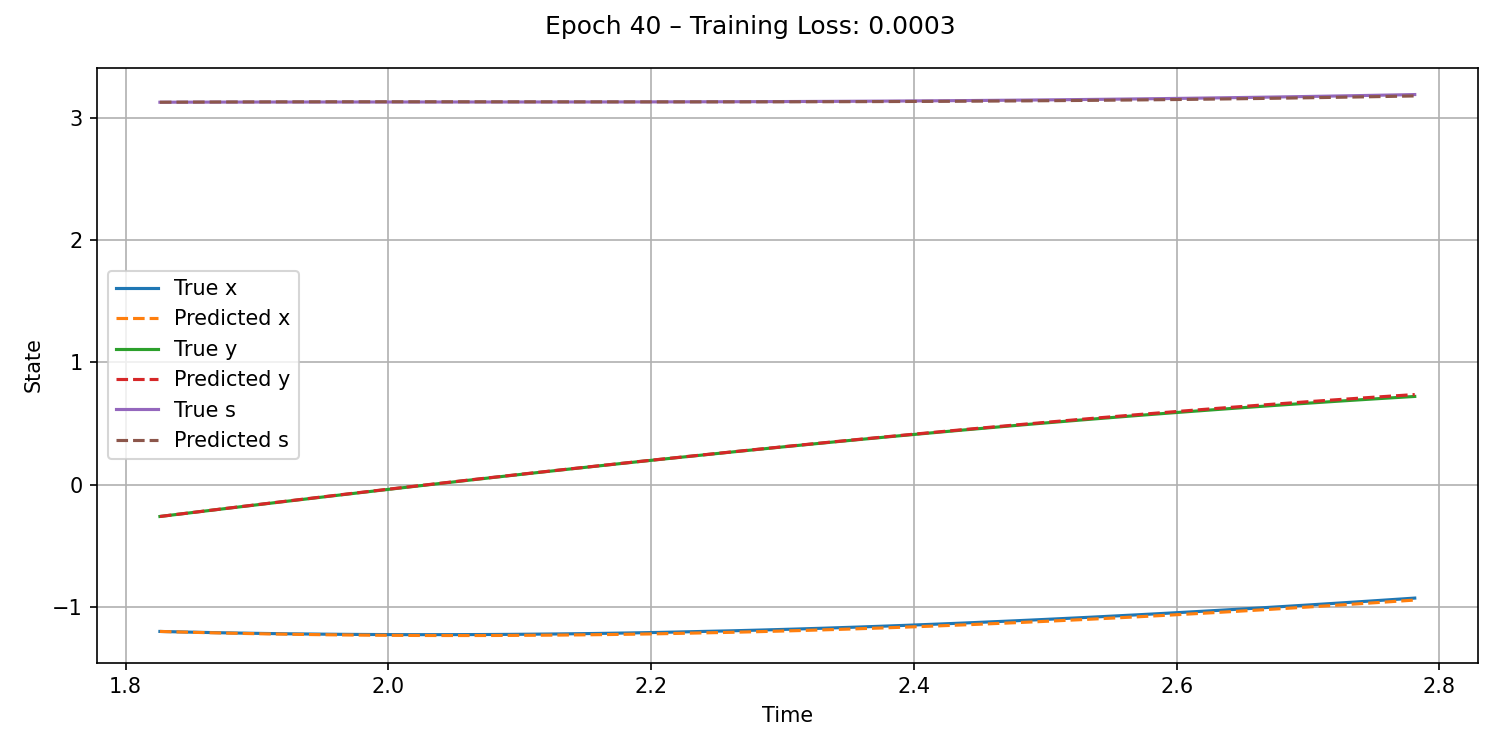 Epoch 40 – Training Loss: 0.0003
3
2
1
0
−1
State
True x
Predicted x
True y
Predicted y
True s
Predicted s
1.8
2.0
2.2
2.4
2.6
2.8
Time